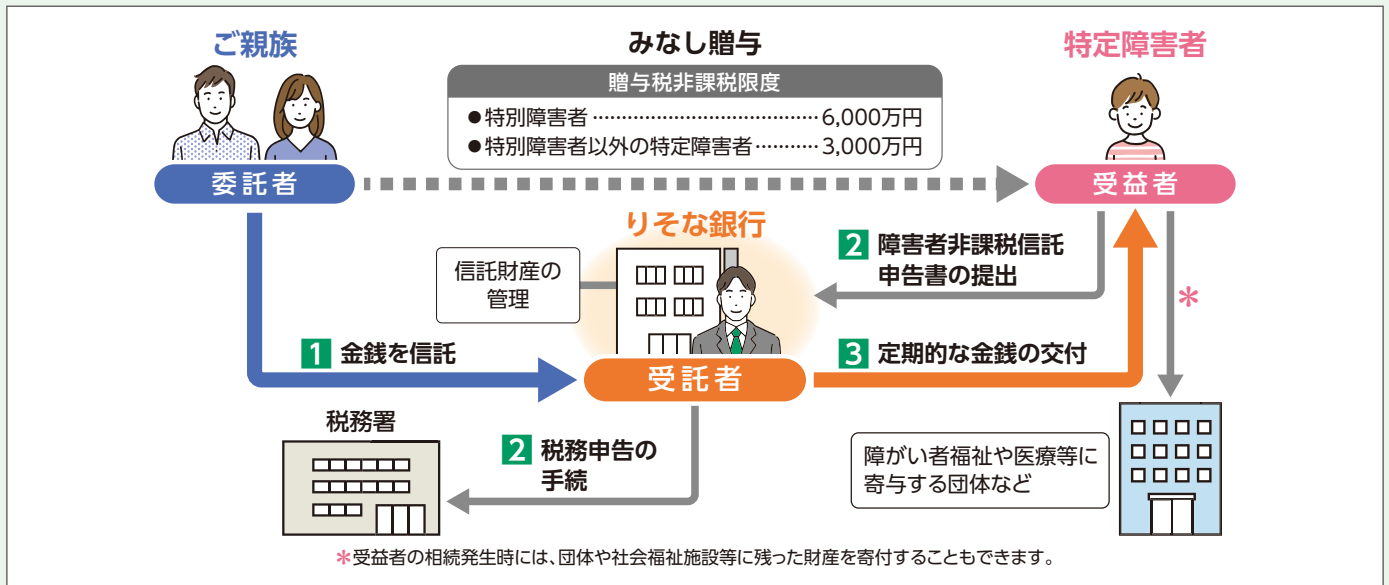 ご親族
みなし贈与
特定障害者
贈与税非課税限度
●特別障害者……………………………………6,000万円
●特別障害者以外の特定障害者…………3,000万円
委託者
受益者
りそな銀行
信託財産の
管理
2 障害者非課税信託
申告書の提出
*
1 金銭を信託
受託者
3 定期的な金銭の交付
税務署
2 税務申告の
手続
障がい者福祉や医療等に
寄与する団体など
*受益者の相続発生時には、団体や社会福祉施設等に残った財産を寄付することもできます。